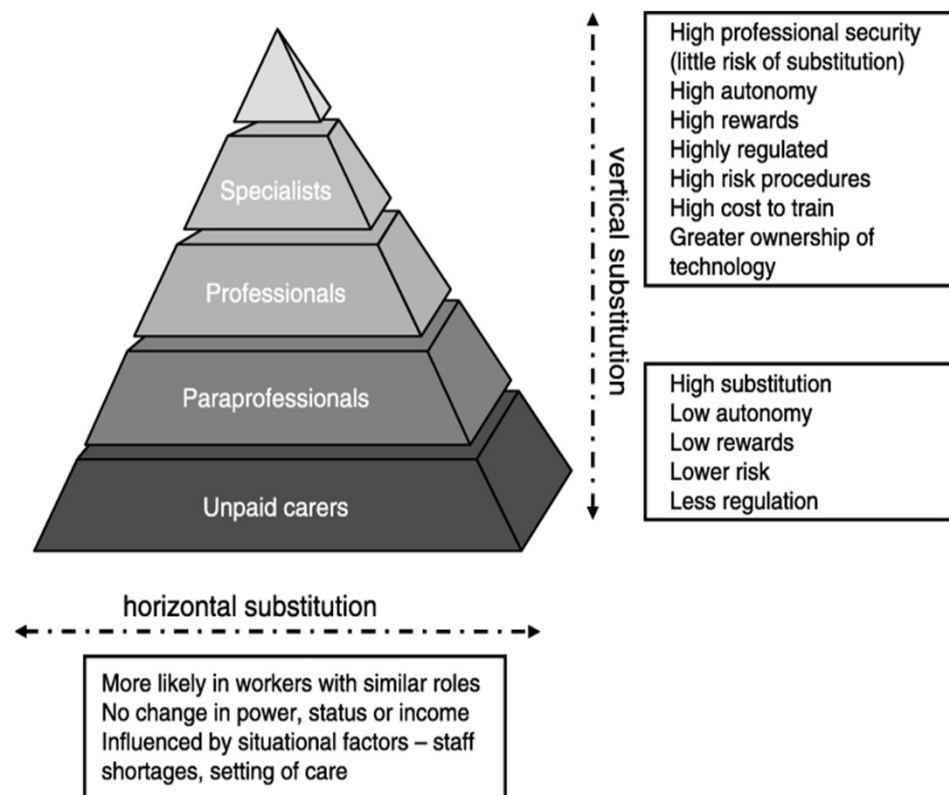 High professional security
(little risk of substitution)
High autonomy
High rewards
Highly regulated
High risk procedures
High cost to train
Greater ownership of
technology
vertical substitution
Specialists
Professionals
Paraprofessionals
Unpaid carers
High substitution
Low autonomy
Low rewards
Lower risk
Less regulation
horizontal substitution
More likely in workers with similar roles
No change in power, status or income
Influenced by situational factors – staff
shortages, setting of care